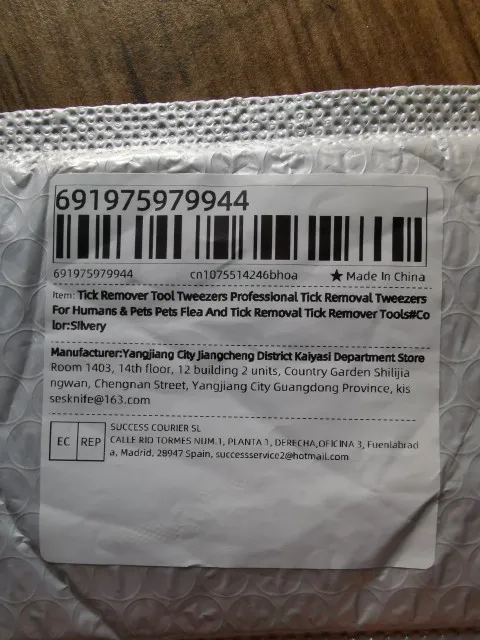 691975979944
691975979944 cn1075514246bhoa ★ Made In China
Item: Tick Remover Tool Tweezers Professional Tick Removal Tweezers
For Humans & Pets Pets Flea And Tick Removal Tick Remover Tools#Co
lor:Silvery
Manufacturer:Yangjiang City Jiangcheng District Kaiyasi Department Store
Room 1403, 14th floor, 12 building 2 units, Country Garden Shilijia
ngwan, Chengnan Street, Yangjiang City Guangdong Province, kis
sesknife@163.com
EC REP
SUCCESS COURIER SL
CALLE RIO TORMES NUM.1, PLANTA 1, DERECHA,OFICINA 3, Fuenlabrad
a, Madrid, 28947 Spain, successservice2@hotmail.com